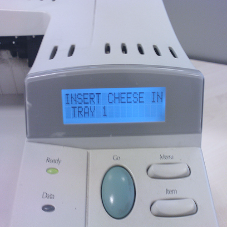 INSERT CHEESE IN
TRAY 1
Ready
Go
Menu
Data
Item